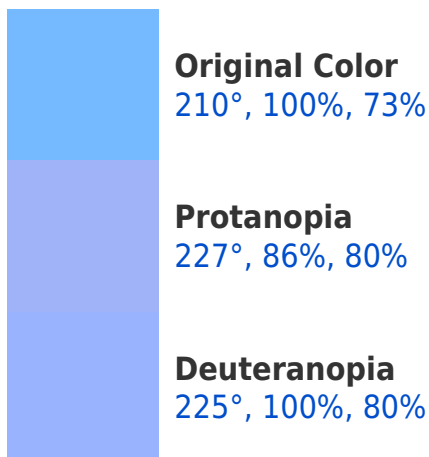 Original Color
210°, 100%, 73%
Protanopia
227°, 86%, 80%
Deuteranopia
225°, 100%, 80%